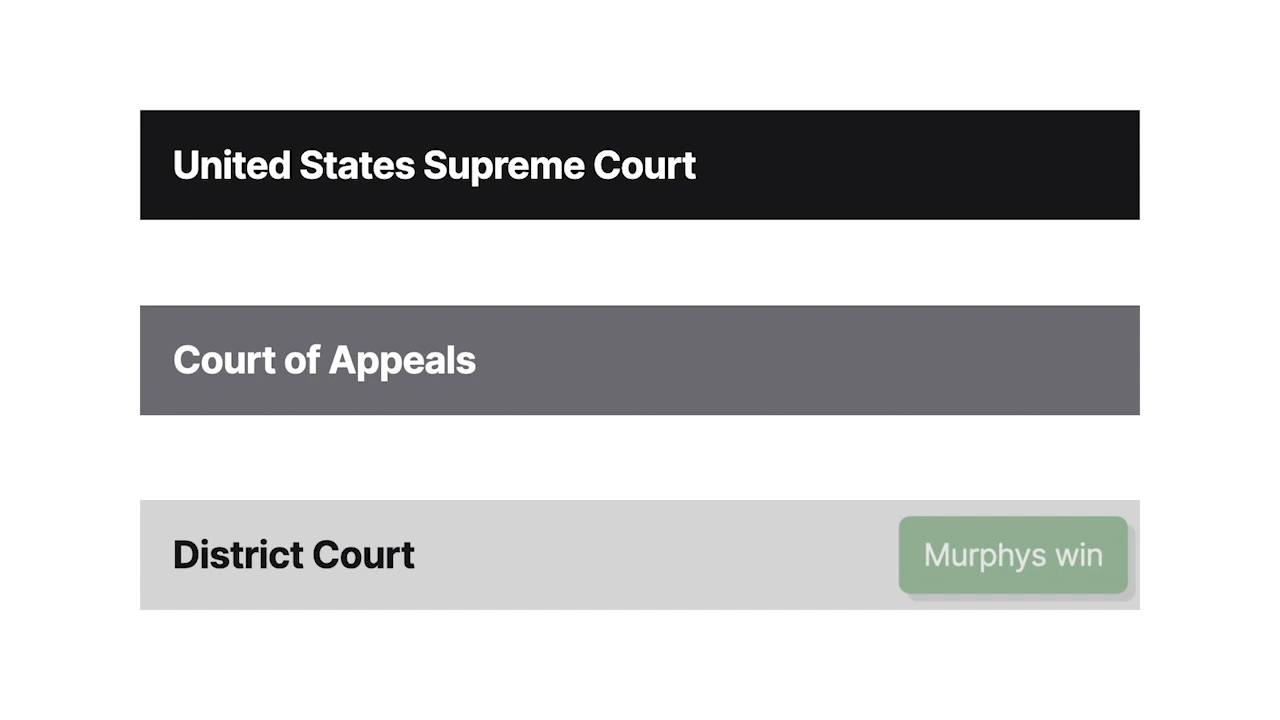 United States Supreme Court
Court of Appeals
District Court
Murphys win